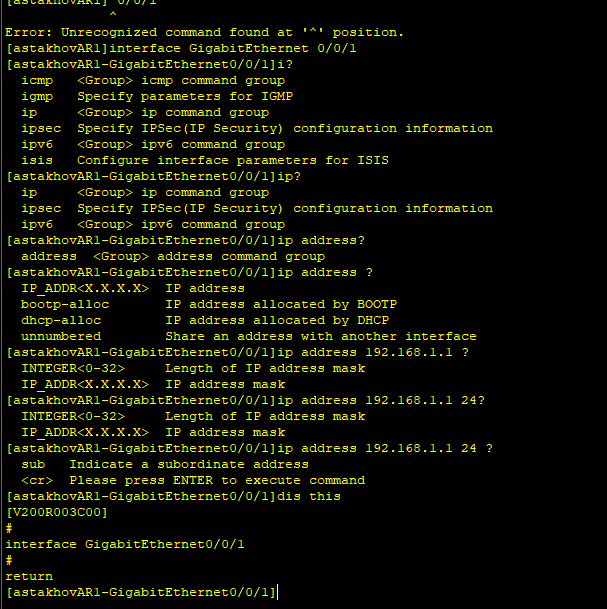 [astakhovAR1] 0/0/1
^
Error: Unrecognized command found at '^' position.
[astakhovAR1]interface GigabitEthernet 0/0/1
[astakhovAR1-GigabitEthernet0/0/1]i?
icmp <Group> icmp command group
igmp Specify parameters for IGMP
ip <Group> ip command group
ipsec Specify IPSec(IP Security) configuration information
ipv6 <Group> ipv6 command group
isis Configure interface parameters for ISIS
[astakhovAR1-GigabitEthernet0/0/1]ip?
ip <Group> ip command group
ipsec Specify IPSec(IP Security) configuration information
ipv6 <Group> ipv6 command group
[astakhovAR1-GigabitEthernet0/0/1]ip address?
address <Group> address command group
[astakhovAR1-GigabitEthernet0/0/1]ip address ?
IP_ADDR<X.X.X.X> IP address
bootp-alloc IP address allocated by BOOTP
dhcp-alloc IP address allocated by DHCP
unnumbered Share an address with another interface
[astakhovAR1-GigabitEthernet0/0/1]ip address 192.168.1.1 ?
INTEGER<0-32> Length of IP address mask
IP_ADDR<X.X.X.X> IP address mask
[astakhovAR1-GigabitEthernet0/0/1]ip address 192.168.1.1 24?
INTEGER<0-32> Length of IP address mask
IP_ADDR<X.X.X.X> IP address mask
[astakhovAR1-GigabitEthernet0/0/1]ip address 192.168.1.1 24 ?
sub Indicate a subordinate address
<cr> Please press ENTER to execute command
[astakhovAR1-GigabitEthernet0/0/1]dis this
[V200R003C00]
#
interface GigabitEthernet0/0/1
#
return
[astakhovAR1-GigabitEthernet0/0/1]